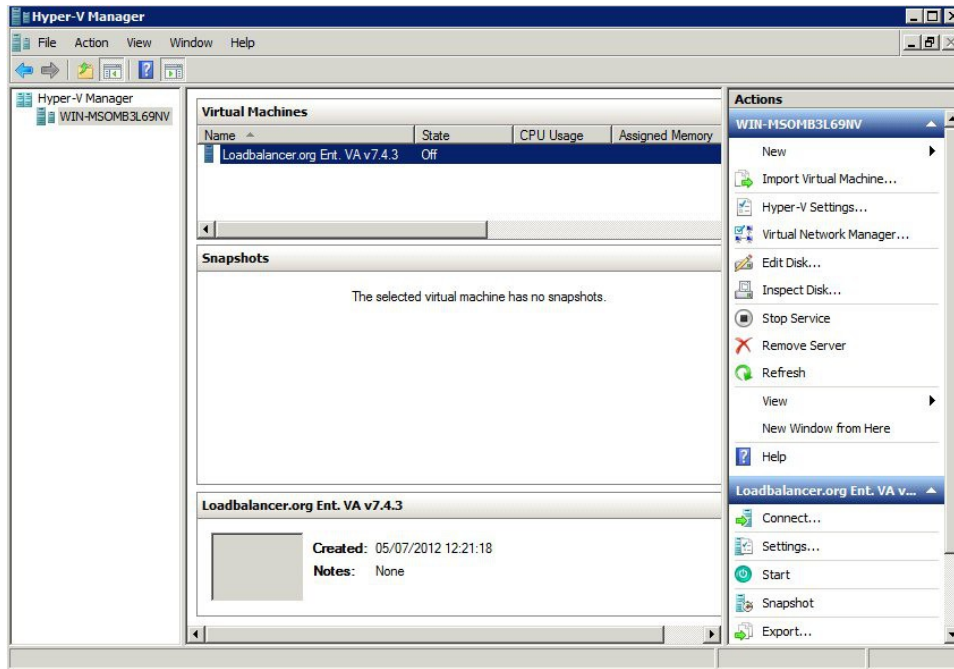 Hyper-V Manager
File Action View Window Help
Hyper-V Manager
WIN-MSOMB3L69NV
Virtual Machines
Name State CPU Usage Assigned Memory
Loadbalancer.org Ent. VA v7.4.3 Off
Snapshots
The selected virtual machine has no snapshots.
Loadbalancer.org Ent. VA v7.4.3
Created: 05/07/2012 12:21:18
Notes: None
Actions
WIN-MSOMB3L69NV
New
Import Virtual Machine...
Hyper-V Settings...
Virtual Network Manager...
Edit Disk...
Inspect Disk...
Stop Service
Remove Server
Refresh
View
New Window from Here
Help
Loadbalancer.org Ent. VA v...
Connect...
Settings...
Start
Snapshot
Export...